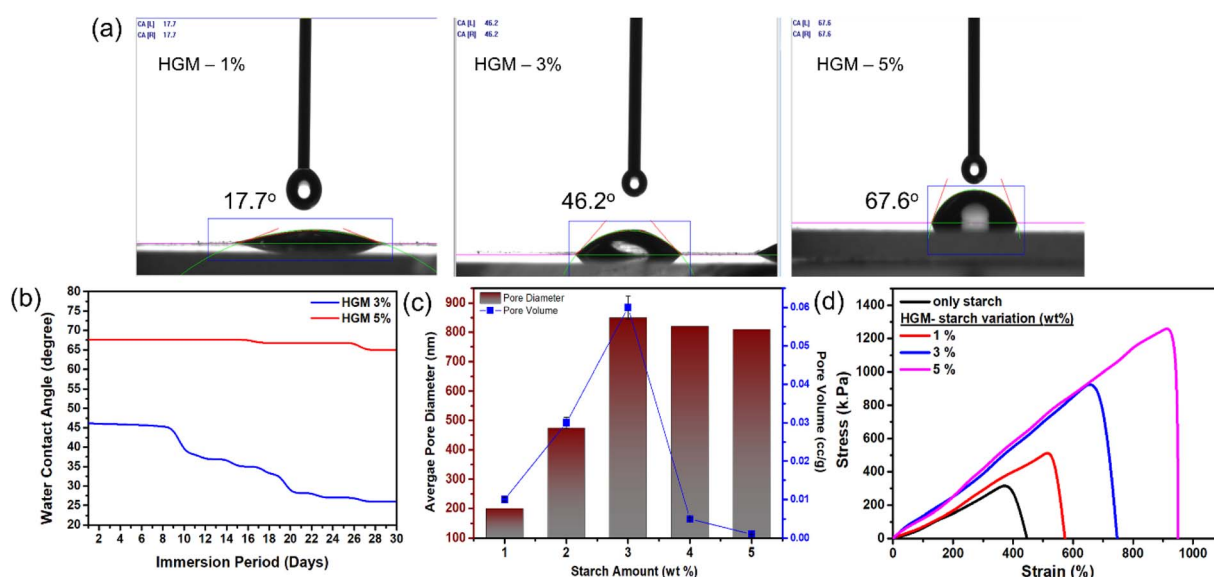 (a)
CA [L] 17.7
CA [R] 17.7
HGM – 1%
17.7°
CA [L] 46.2
CA [R] 46.2
HGM – 3%
46.2°
CA [L] 67.6
CA [R] 67.6
HGM – 5%
67.6°
(b)
80
75
70
65
60
55
50
45
40
35
30
25
20
HGM 3%
HGM 5%
Water Contact Angle (degree)
2 4 6 8 10 12 14 16 18 20 22 24 26 28 30
Immersion Period (Days)
(c)
900
800
700
600
500
400
300
200
100
Pore Diameter
Pore Volume
Avergae Pore Diameter (nm)
0.06
0.05
0.04
0.03
0.02
0.01
0.00
Pore Volume (cc/g)
1 2 3 4 5
Starch Amount (wt %)
(d)
1400
1200
1000
800
600
400
200
0
only starch
HGM- starch variation (wt%)
1 %
3 %
5 %
Stress (k.Pa)
0 200 400 600 800 1000
Strain (%)